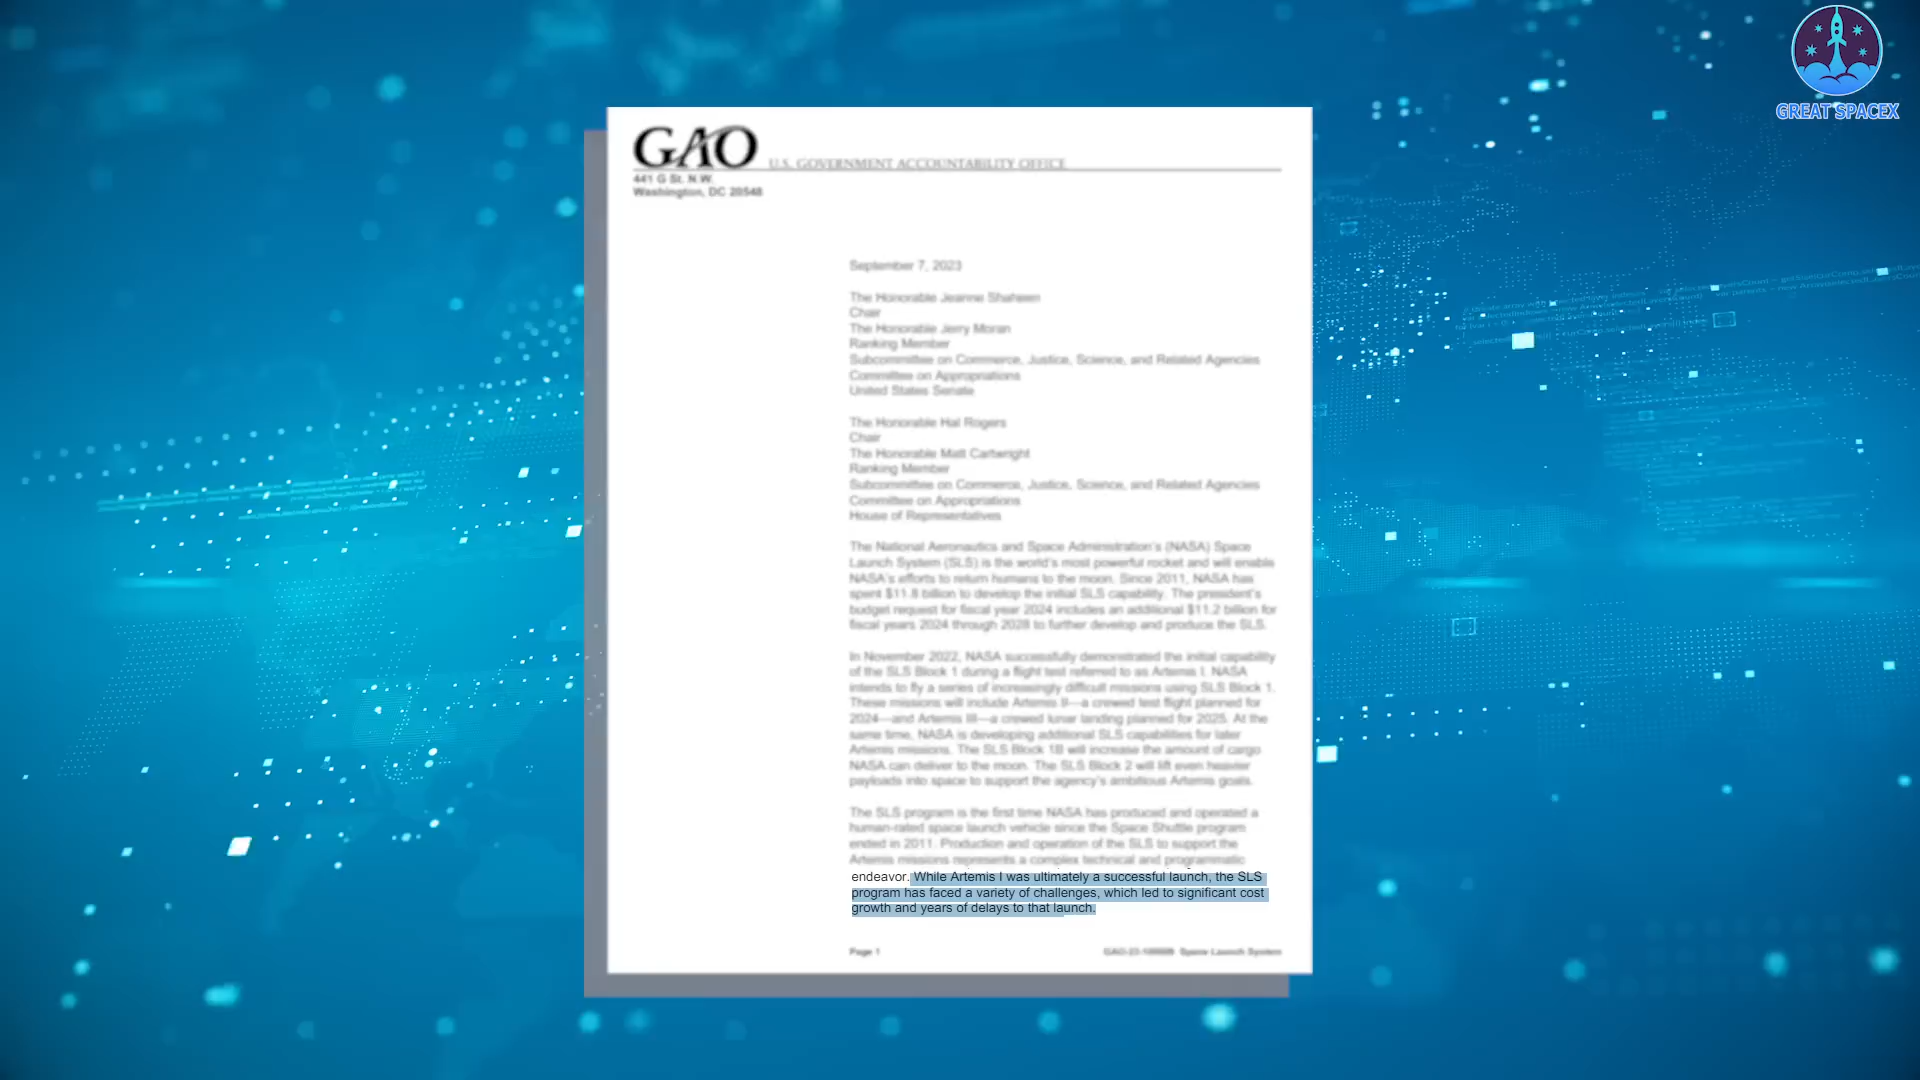 GREAT SPACEX
GAO
U.S. GOVERNMENT ACCOUNTABILITY OFFICE
441 G St. N.W.
Washington, DC 20548
September 7, 2023
The Honorable Jeanne Shaheen
Chair
The Honorable Jerry Moran
Ranking Member
Subcommittee on Commerce, Justice, Science, and Related Agencies
Committee on Appropriations
United States Senate
The Honorable Hal Rogers
Chair
The Honorable Matt Cartwright
Ranking Member
Subcommittee on Commerce, Justice, Science, and Related Agencies
Committee on Appropriations
House of Representatives
The National Aeronautics and Space Administration's (NASA) Space
Launch System (SLS) is the world's most powerful rocket and will enable
NASA's efforts to return humans to the moon. Since 2011, NASA has
spent $11.8 billion to develop the initial SLS capability. The president's
budget request for fiscal year 2024 includes an additional $11.2 billion for
fiscal years 2024 through 2028 to further develop and produce the SLS.
In November 2022, NASA successfully demonstrated the initial capability
of the SLS Block 1 during a flight test referred to as Artemis I. NASA
intends to fly a series of increasingly difficult missions using SLS Block 1.
These missions will include Artemis II—a crewed test flight planned for
2024—and Artemis III—a crewed lunar landing planned for 2025. At the
same time, NASA is developing additional SLS capabilities for later
Artemis missions. The SLS Block 1B will increase the amount of cargo
NASA can deliver to the moon. The SLS Block 2 will lift even heavier
payloads into space to support the agency's ambitious Artemis goals.
The SLS program is the first time NASA has produced and operated a
human-rated space launch vehicle since the Space Shuttle program
ended in 2011. Production and operation of the SLS to support the
Artemis missions represents a complex technical and programmatic
endeavor. While Artemis I was ultimately a successful launch, the SLS
program has faced a variety of challenges, which led to significant cost
growth and years of delays to that launch.
Page 1
Space Launch System